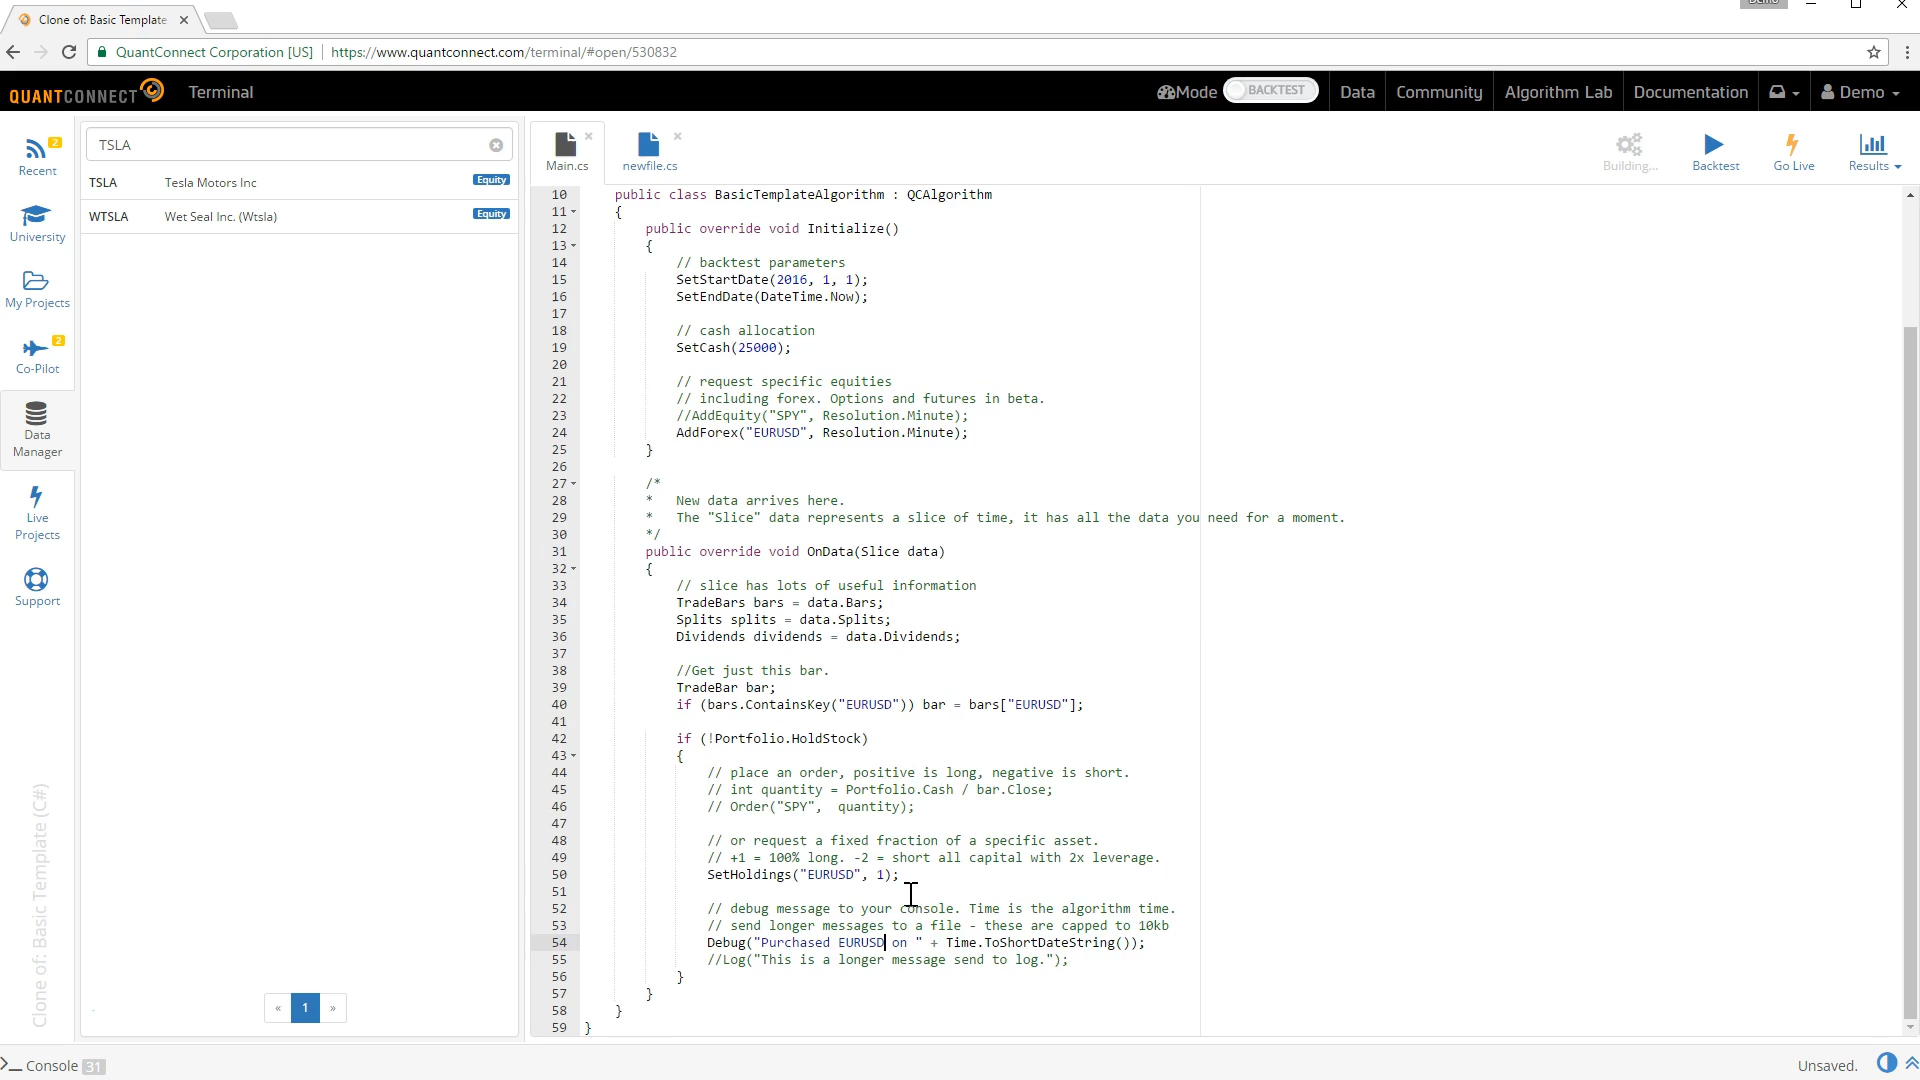 Demo
Clone of: Basic Template
QuantConnect Corporation [US]
https://www.quantconnect.com/terminal/#open/530832
QUANTCONNECT
Terminal
Mode
BACKTEST
Data
Community
Algorithm Lab
Documentation
Demo
Recent
2
University
My Projects
Co-Pilot
2
Data
Manager
Live
Projects
Support
Clone of: Basic Template (C#)
TSLA
TSLA Tesla Motors Inc Equity
WTSLA Wet Seal Inc. (Wtsla) Equity
« 1 »
Main.cs
newfile.cs
Building...
Backtest
Go Live
Results
10 public class BasicTemplateAlgorithm : QCAlgorithm
11 {
12 public override void Initialize()
13 {
14 // backtest parameters
15 SetStartDate(2016, 1, 1);
16 SetEndDate(DateTime.Now);
17
18 // cash allocation
19 SetCash(25000);
20
21 // request specific equities
22 // including forex. Options and futures in beta.
23 //AddEquity("SPY", Resolution.Minute);
24 AddForex("EURUSD", Resolution.Minute);
25 }
26
27 /*
28 * New data arrives here.
29 * The "Slice" data represents a slice of time, it has all the data you need for a moment.
30 */
31 public override void OnData(Slice data)
32 {
33 // slice has lots of useful information
34 TradeBars bars = data.Bars;
35 Splits splits = data.Splits;
36 Dividends dividends = data.Dividends;
37
38 //Get just this bar.
39 TradeBar bar;
40 if (bars.ContainsKey("EURUSD")) bar = bars["EURUSD"];
41
42 if (!Portfolio.HoldStock)
43 {
44 // place an order, positive is long, negative is short.
45 // int quantity = Portfolio.Cash / bar.Close;
46 // Order("SPY", quantity);
47
48 // or request a fixed fraction of a specific asset.
49 // +1 = 100% long. -2 = short all capital with 2x leverage.
50 SetHoldings("EURUSD", 1);
51
52 // debug message to your console. Time is the algorithm time.
53 // send longer messages to a file - these are capped to 10kb
54 Debug("Purchased EURUSD on " + Time.ToShortDateString());
55 //Log("This is a longer message send to log.");
56 }
57 }
58 }
59 }
Console 31
Unsaved.